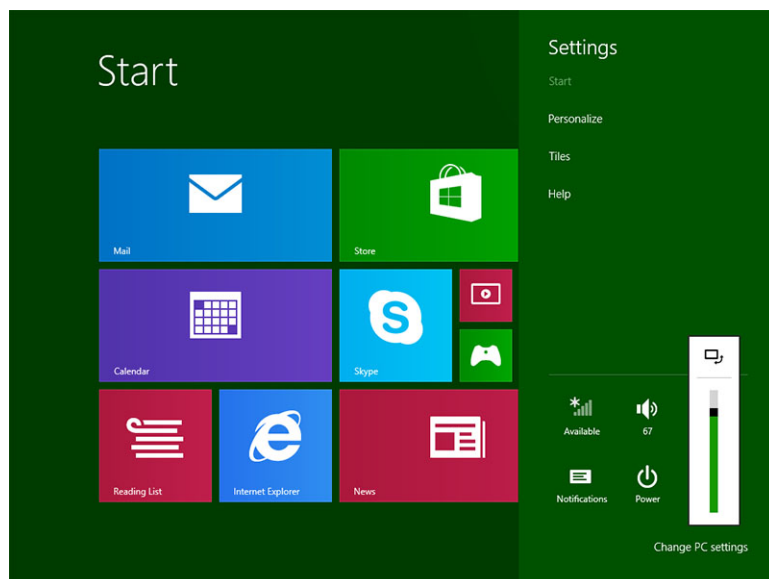 Start
Mail
Store
Calendar
Skype
Reading List
Internet Explorer
News
Settings
Start
Personalize
Tiles
Help
Available
67
Notifications
Power
Change PC settings